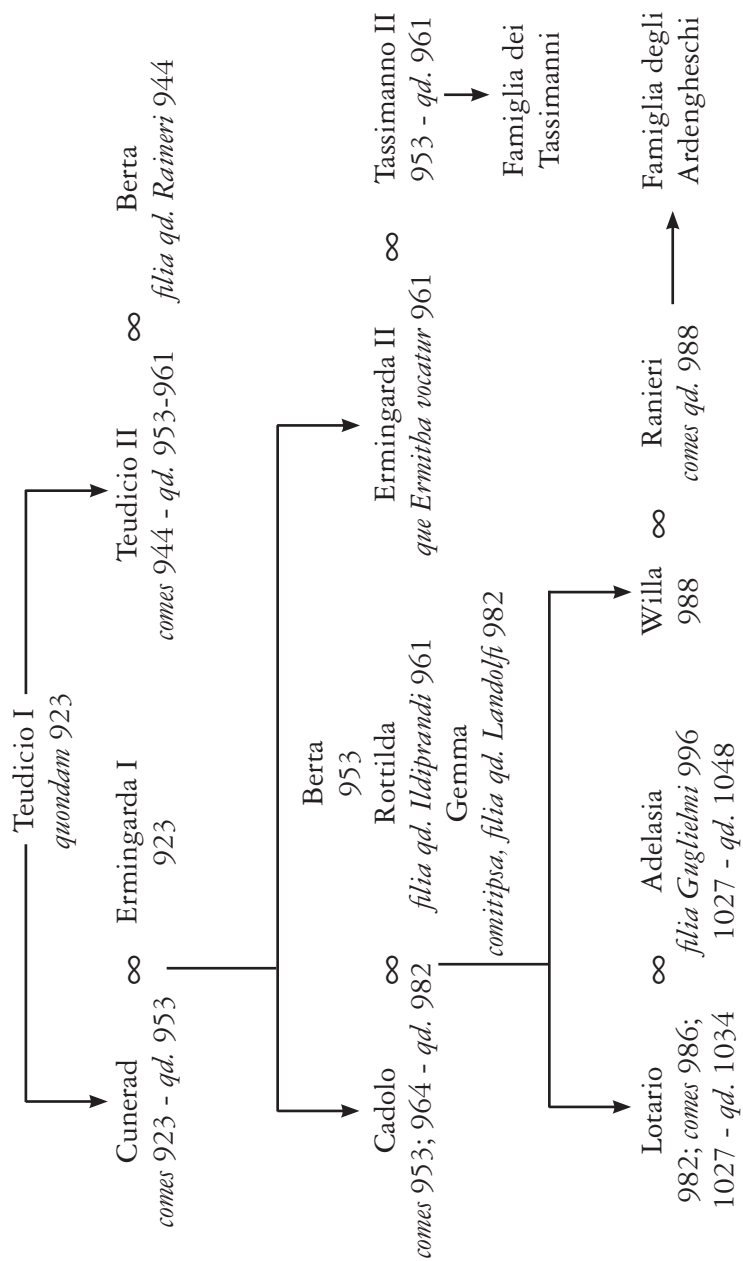 Teudicio I
quondam 923
Cunerad
comes 923 - qd. 953
∞
Ermingarda I
923
Teudicio II
comes 944 - qd. 953-961
∞
Berta
filia qd. Raineri 944
Cadolo
comes 953; 964 - qd. 982
∞
Berta
953
Rottilda
filia qd. Ildiprandi 961
Gemma
comitipsa, filia qd. Landolfi 982
Ermingarda II
que Ermitha vocatur 961
∞
Tassimanno II
953 - qd. 961
Famiglia dei
Tassimanni
Lotario
982; comes 986;
1027 - qd. 1034
∞
Adelasia
filia Guglielmi 996
1027 - qd. 1048
Willa
988
∞
Ranieri
comes qd. 988
Famiglia degli
Ardengheschi